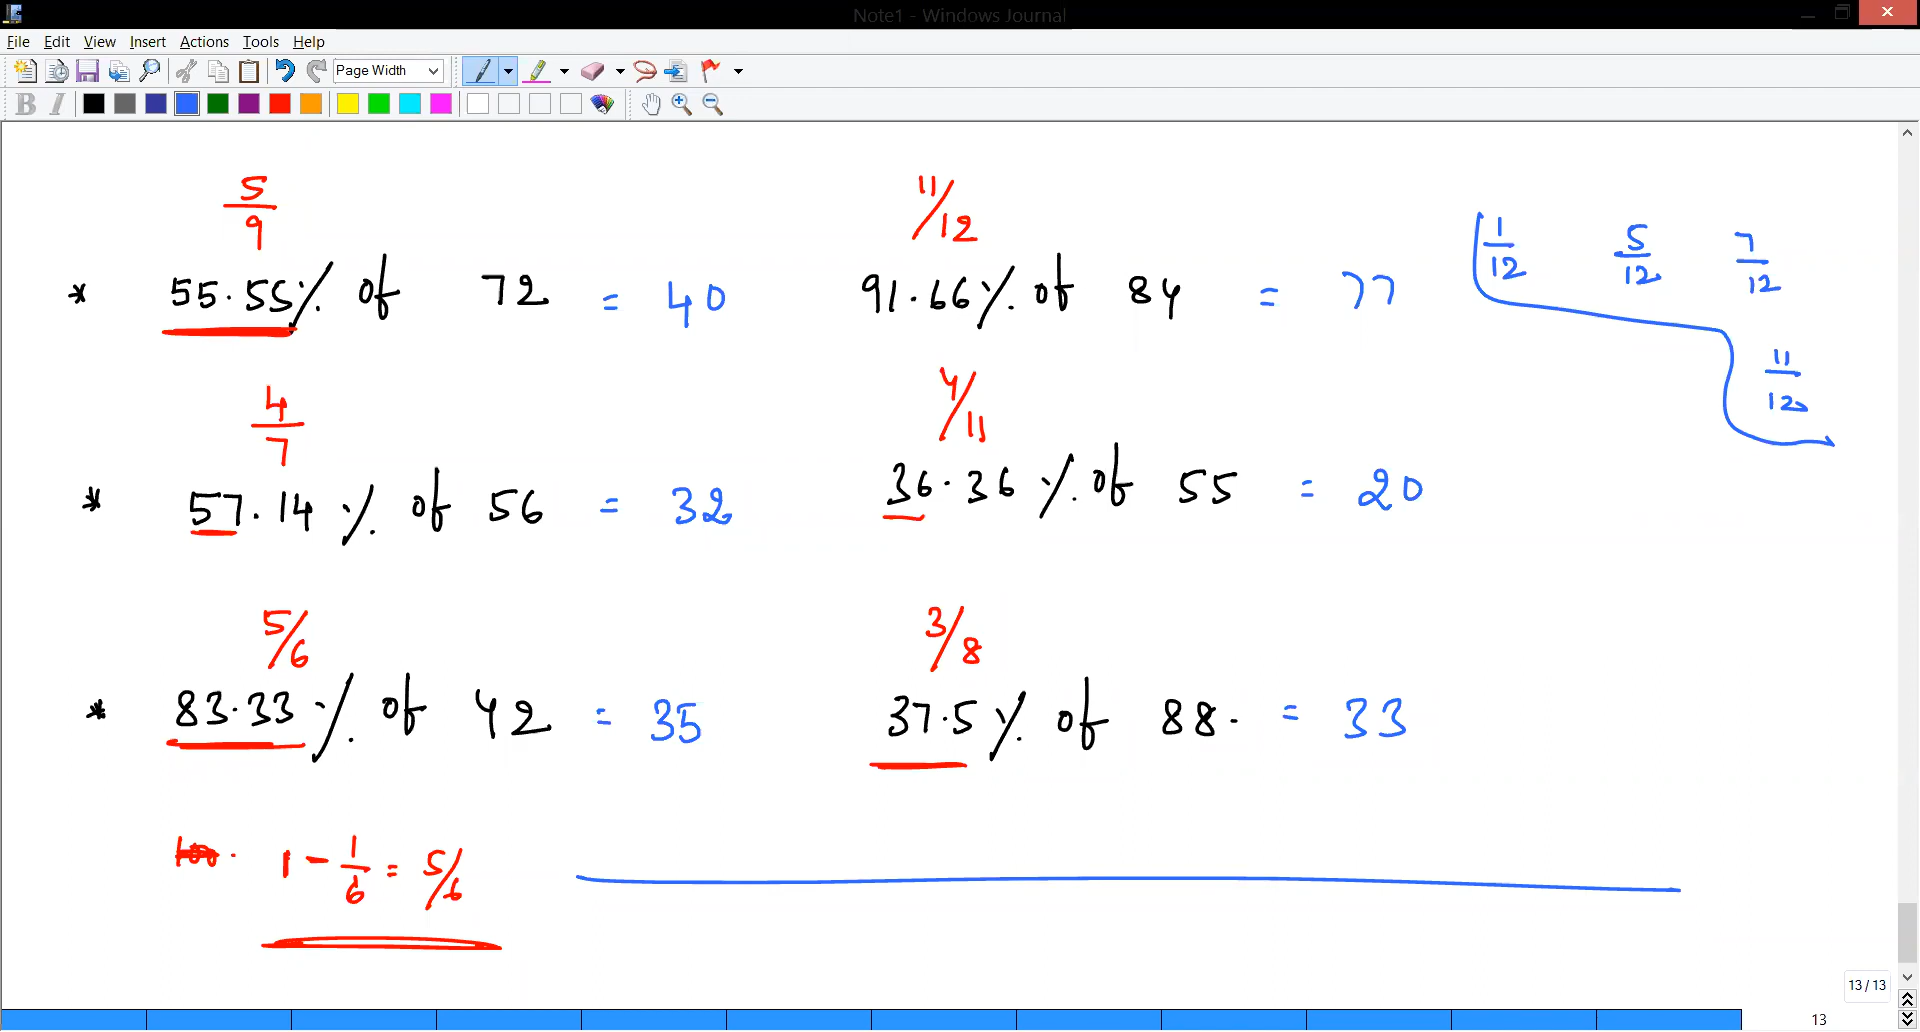 Note1 - Windows Journal
File Edit View Insert Actions Tools Help
Page Width
B I
5/9
* 55.55% of 72 = 40
11/12
91.66% of 84 = 77
1/12 5/12 7/12
11/12
4/7
* 57.14% of 56 = 32
4/11
36.36% of 55 = 20
5/6
* 83.33% of 42 = 35
3/8
37.5% of 88. = 33
1 - 1/6 = 5/6
13 / 13
13